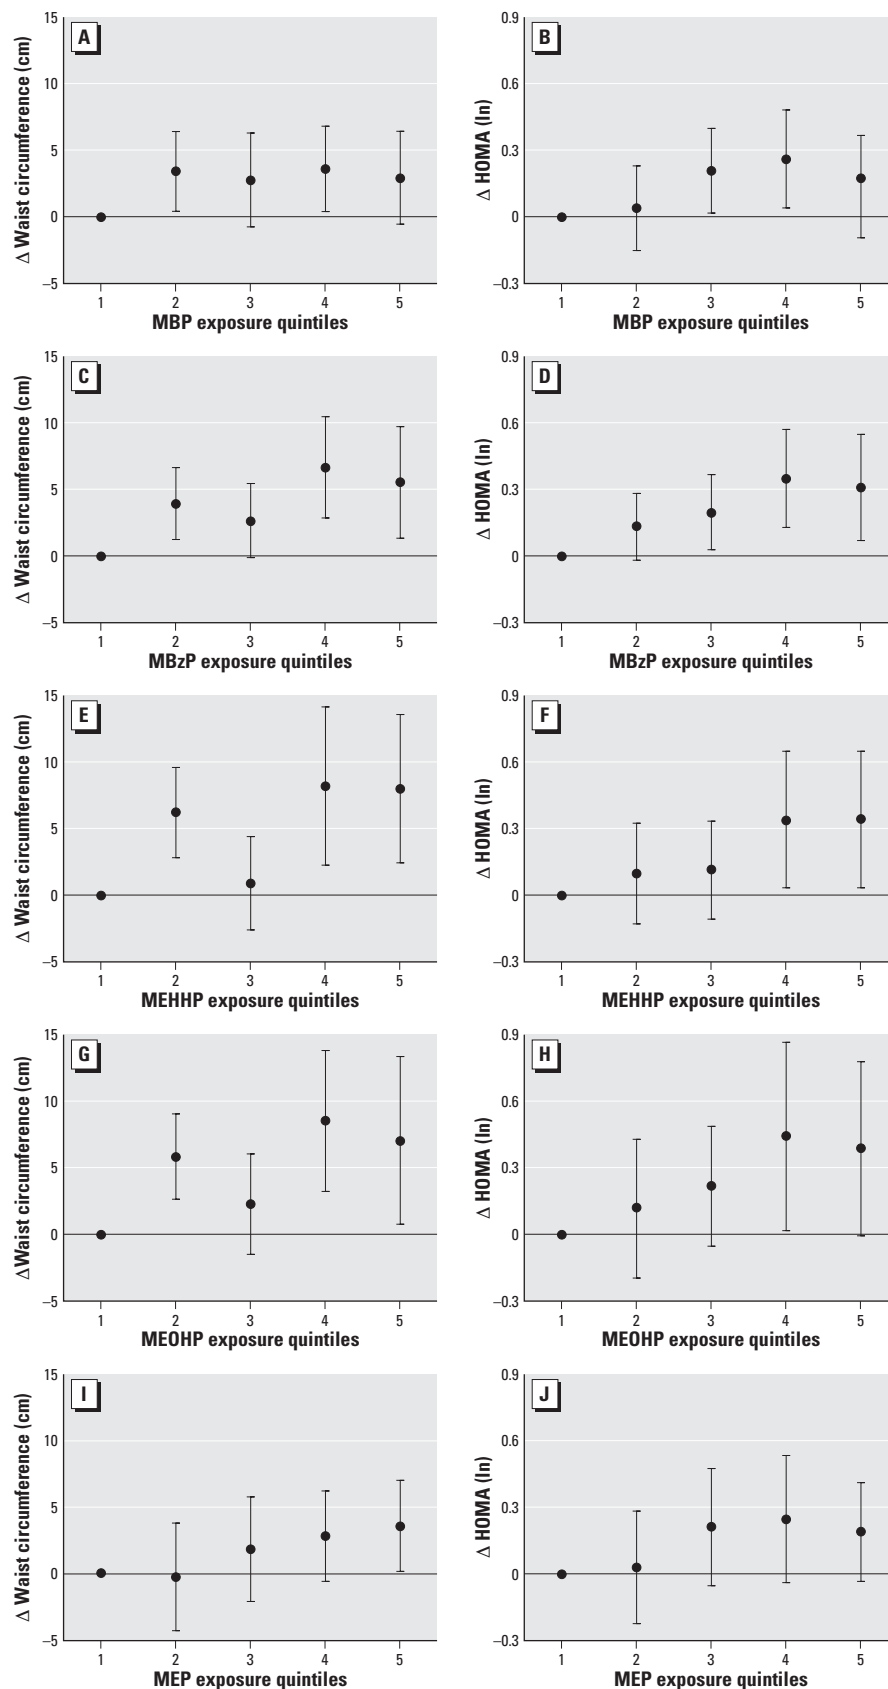 A
Δ Waist circumference (cm)
15
10
5
0
–5
1 2 3 4 5
MBP exposure quintiles
B
Δ HOMA (ln)
0.9
0.6
0.3
0
–0.3
1 2 3 4 5
MBP exposure quintiles
C
Δ Waist circumference (cm)
15
10
5
0
–5
1 2 3 4 5
MBzP exposure quintiles
D
Δ HOMA (ln)
0.9
0.6
0.3
0
–0.3
1 2 3 4 5
MBzP exposure quintiles
E
Δ Waist circumference (cm)
15
10
5
0
–5
1 2 3 4 5
MEHHP exposure quintiles
F
Δ HOMA (ln)
0.9
0.6
0.3
0
–0.3
1 2 3 4 5
MEHHP exposure quintiles
G
ΔWaist circumference (cm)
15
10
5
0
–5
1 2 3 4 5
MEOHP exposure quintiles
H
Δ HOMA (ln)
0.9
0.6
0.3
0
–0.3
1 2 3 4 5
MEOHP exposure quintiles
I
Δ Waist circumference (cm)
15
10
5
0
–5
1 2 3 4 5
MEP exposure quintiles
J
Δ HOMA (ln)
0.9
0.6
0.3
0
–0.3
1 2 3 4 5
MEP exposure quintiles